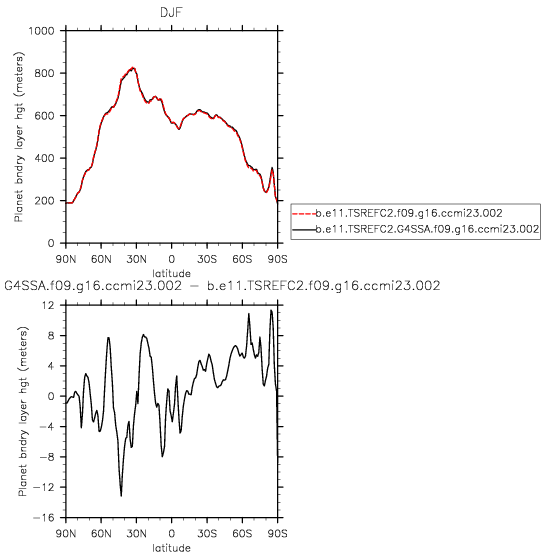 DJF
Planet bndry layer hgt (meters)
1000
800
600
400
200
0
90N 60N 30N 0 30S 60S 90S
latitude
b.e11.TSREFC2.f09.g16.ccmi23.002
b.e11.TSREFC2.G4SSA.f09.g16.ccmi23.002
G4SSA.f09.g16.ccmi23.002 - b.e11.TSREFC2.f09.g16.ccmi23.002
Planet bndry layer hgt (meters)
12
8
4
0
-4
-8
-12
-16
90N 60N 30N 0 30S 60S 90S
latitude